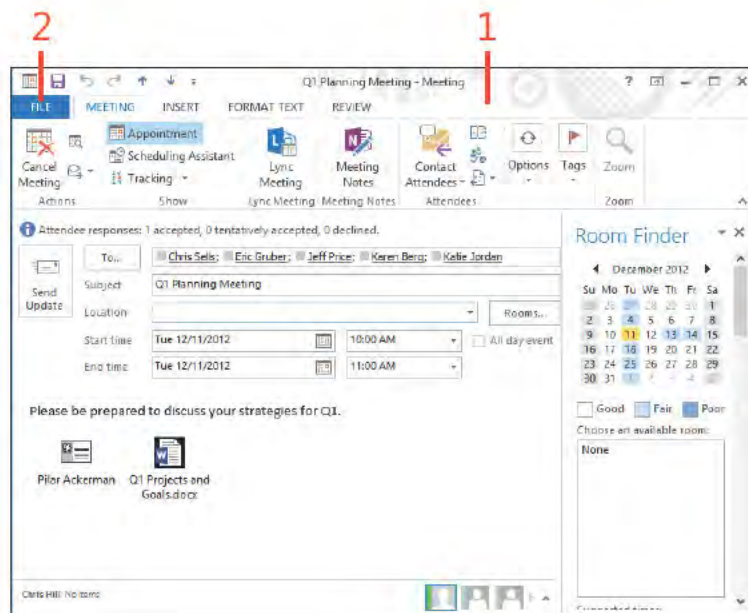 2 1
Q1 Planning Meeting - Meeting ?
FILE MEETING INSERT FORMAT TEXT REVIEW
Cancel Meeting
Appointment
Scheduling Assistant
Tracking
Lync Meeting
Meeting Notes
Contact Attendees
Options
Tags
Zoom
Actions Show Lync Meeting Meeting Notes Attendees Zoom
Attendee responses: 1 accepted, 0 tentatively accepted, 0 declined.
Send Update
To... Chris Sells; Eric Gruber; Jeff Price; Karen Berg; Katie Jordan
Subject Q1 Planning Meeting
Location Rooms...
Start time Tue 12/11/2012 10:00 AM All day event
End time Tue 12/11/2012 11:00 AM
Please be prepared to discuss your strategies for Q1.
Pilar Ackerman
Q1 Projects and
Goals.docx
Chris Hill: No items
Room Finder
December 2012
Su Mo Tu We Th Fr Sa
26 27 28 29 30 1
2 3 4 5 6 7 8
9 10 11 12 13 14 15
16 17 18 19 20 21 22
23 24 25 26 27 28 29
30 31
Good Fair Poor
Choose an available room:
None